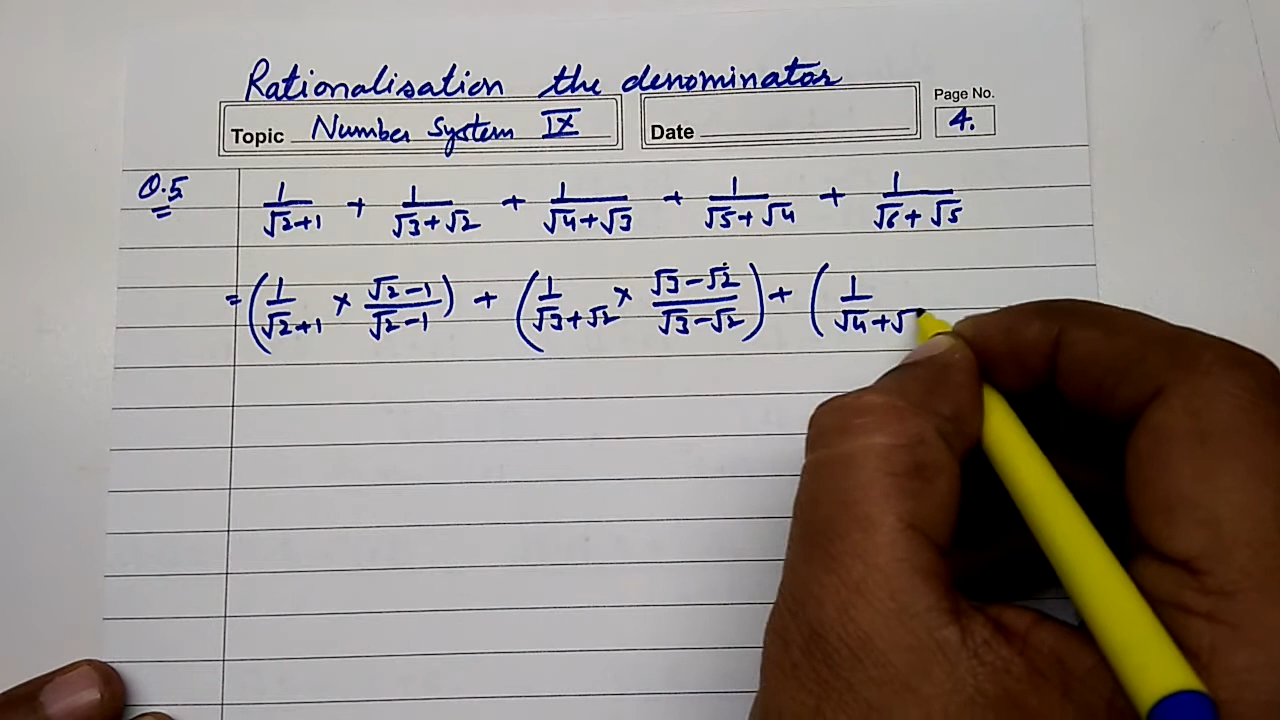 Rationalisation the denominator
Topic Number System IX
Date
Page No.
4.
Q.5
1/(√2+1) + 1/(√3+√2) + 1/(√4+√3) + 1/(√5+√4) + 1/(√6+√5)
= (1/(√2+1) × (√2-1)/(√2-1)) + (1/(√3+√2) × (√3-√2)/(√3-√2)) + (1/(√4+√